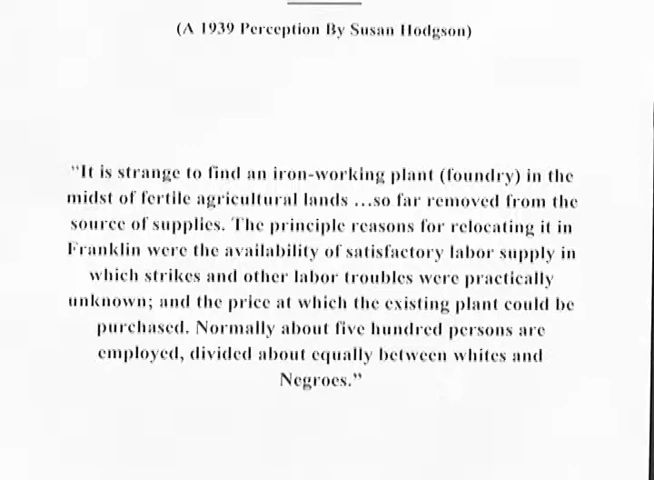 (A 1939 Perception By Susan Hodgson)
"It is strange to find an iron-working plant (foundry) in the
midst of fertile agricultural lands ...so far removed from the
source of supplies. The principle reasons for relocating it in
Franklin were the availability of satisfactory labor supply in
which strikes and other labor troubles were practically
unknown; and the price at which the existing plant could be
purchased. Normally about five hundred persons are
employed, divided about equally between whites and
Negroes."